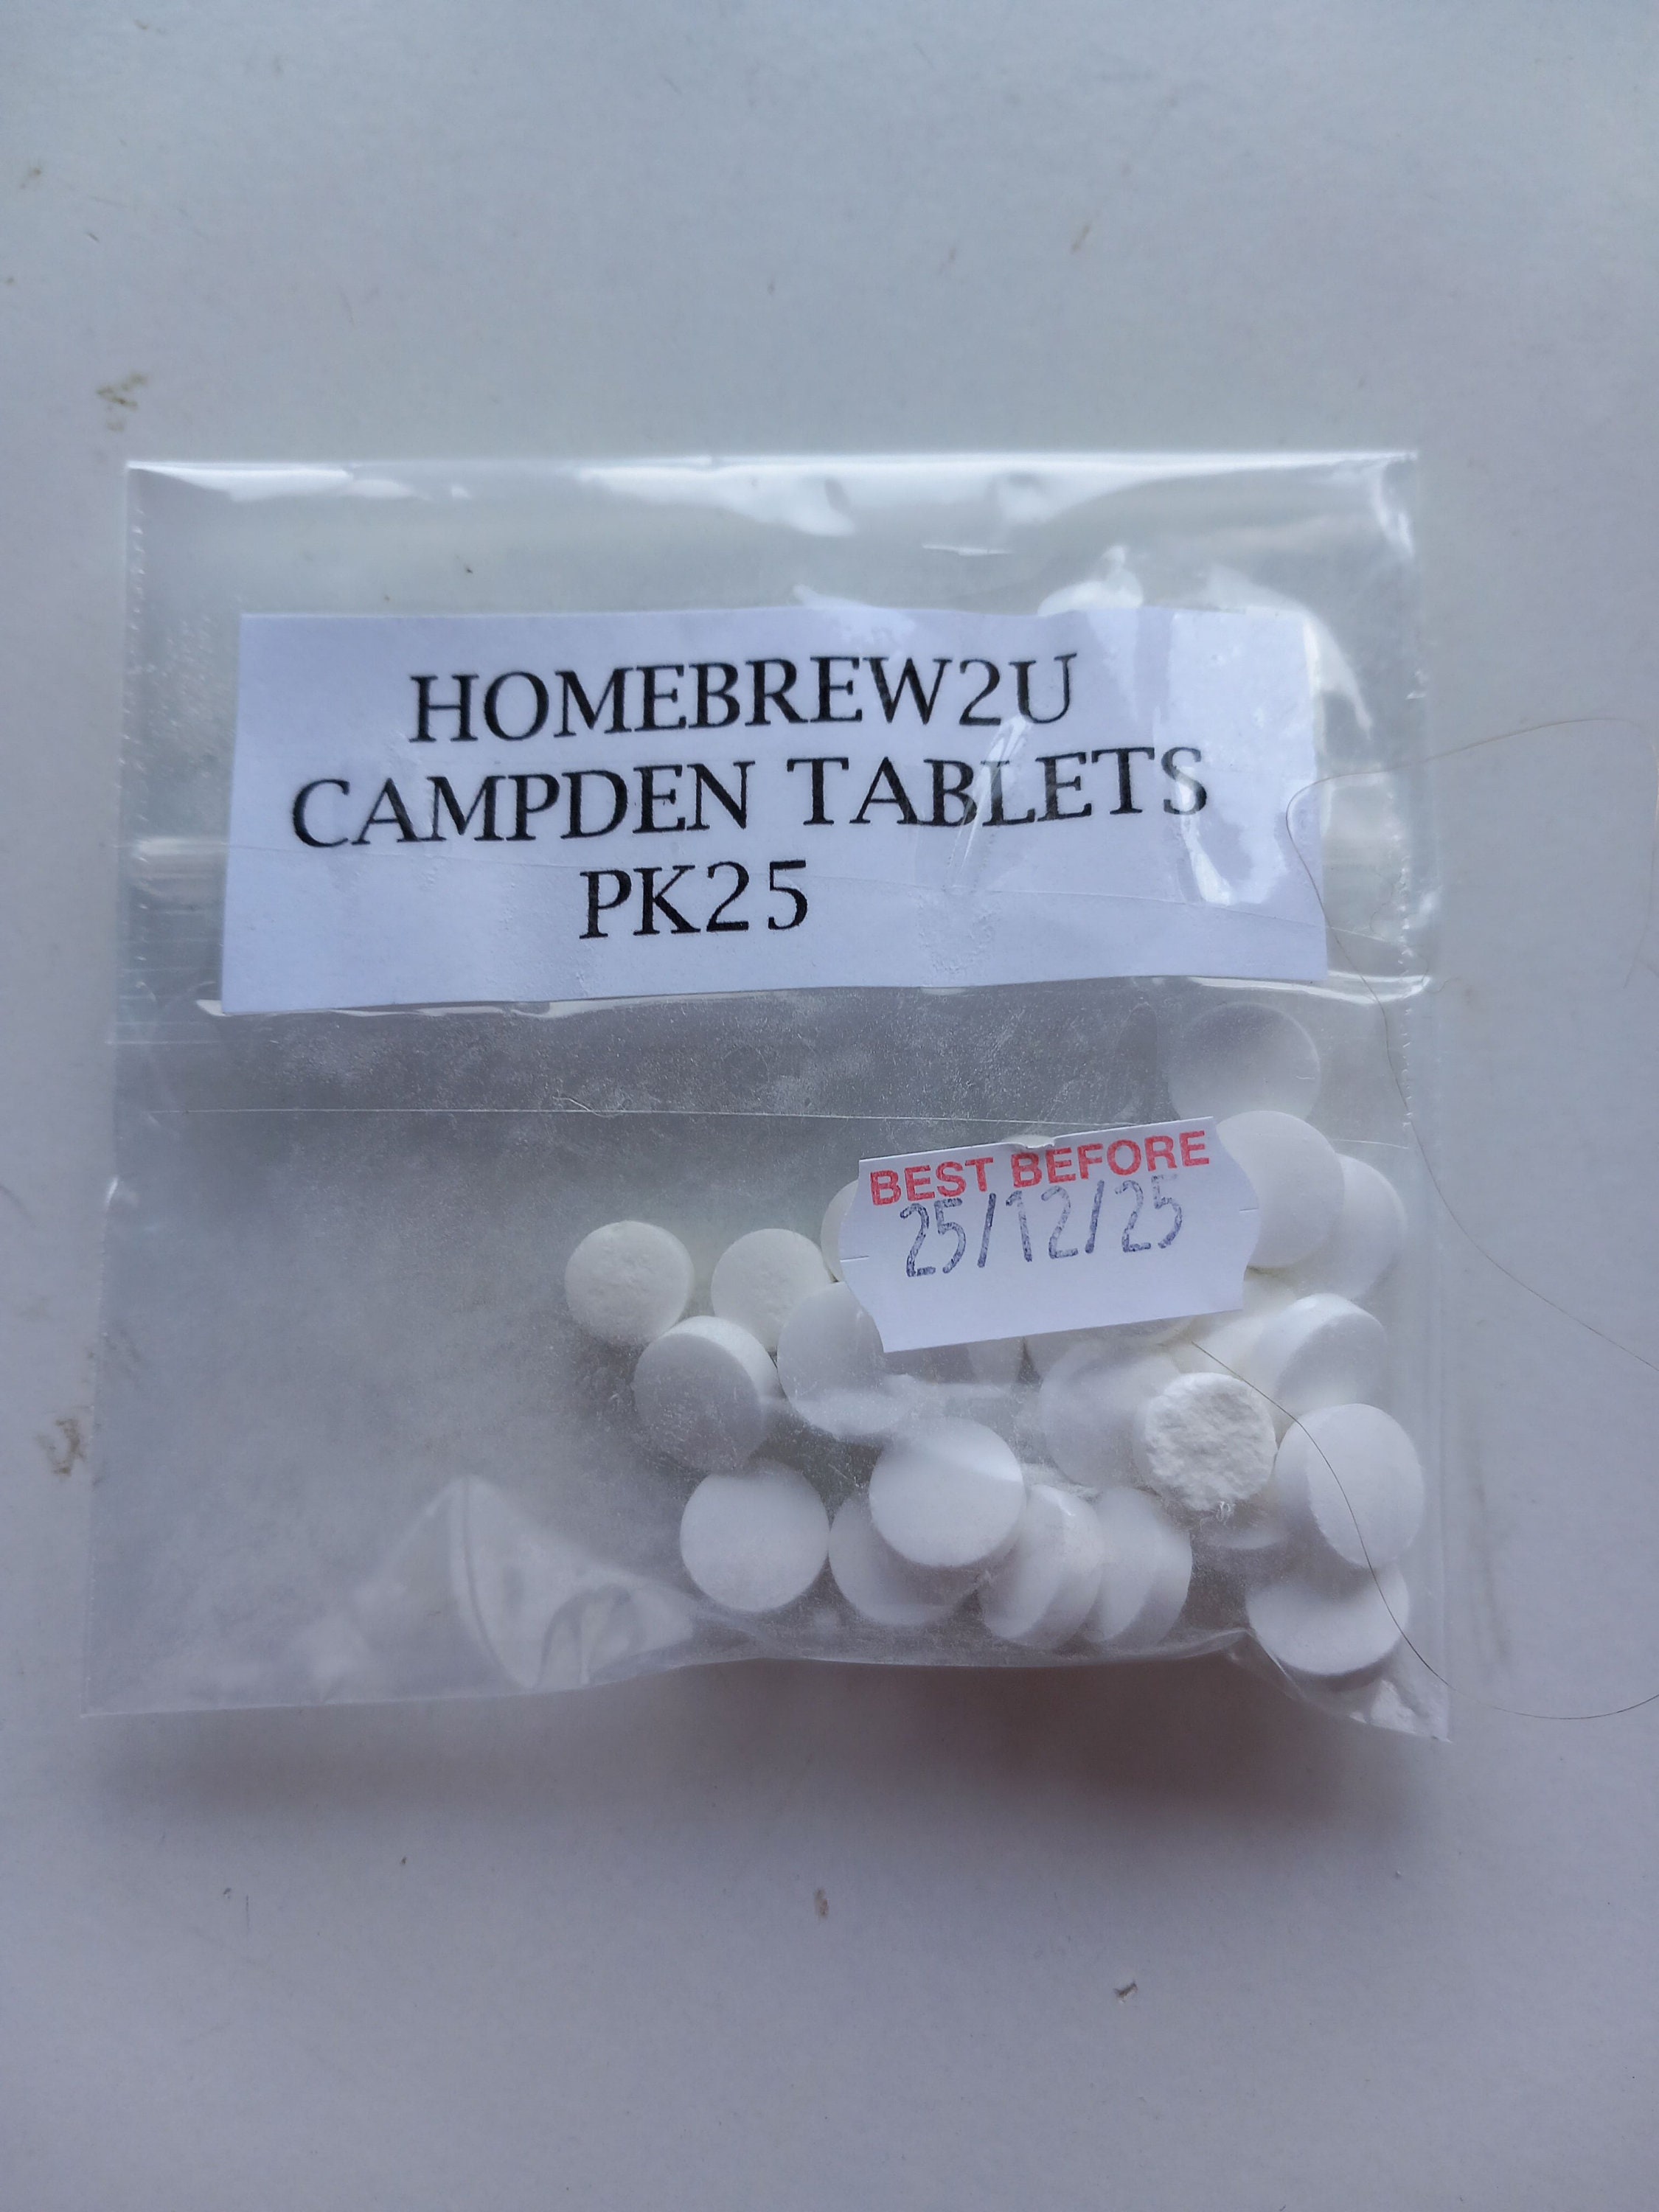 HOMEBREW2U
CAMPDEN TABLETS
PK25
BEST BEFORE
25/12/25